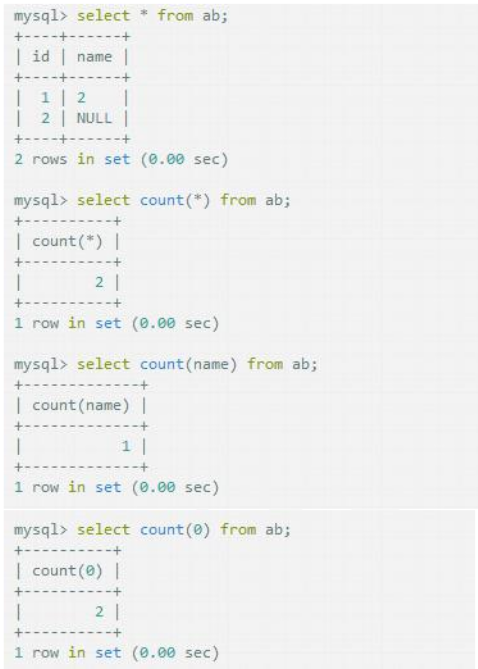 mysql> select * from ab;
+----+------+
| id | name |
+----+------+
|  1 | 2    |
|  2 | NULL |
+----+------+
2 rows in set (0.00 sec)
mysql> select count(*) from ab;
+----------+
| count(*) |
+----------+
|        2 |
+----------+
1 row in set (0.00 sec)
mysql> select count(name) from ab;
+-------------+
| count(name) |
+-------------+
|           1 |
+-------------+
1 row in set (0.00 sec)
mysql> select count(0) from ab;
+----------+
| count(0) |
+----------+
|        2 |
+----------+
1 row in set (0.00 sec)